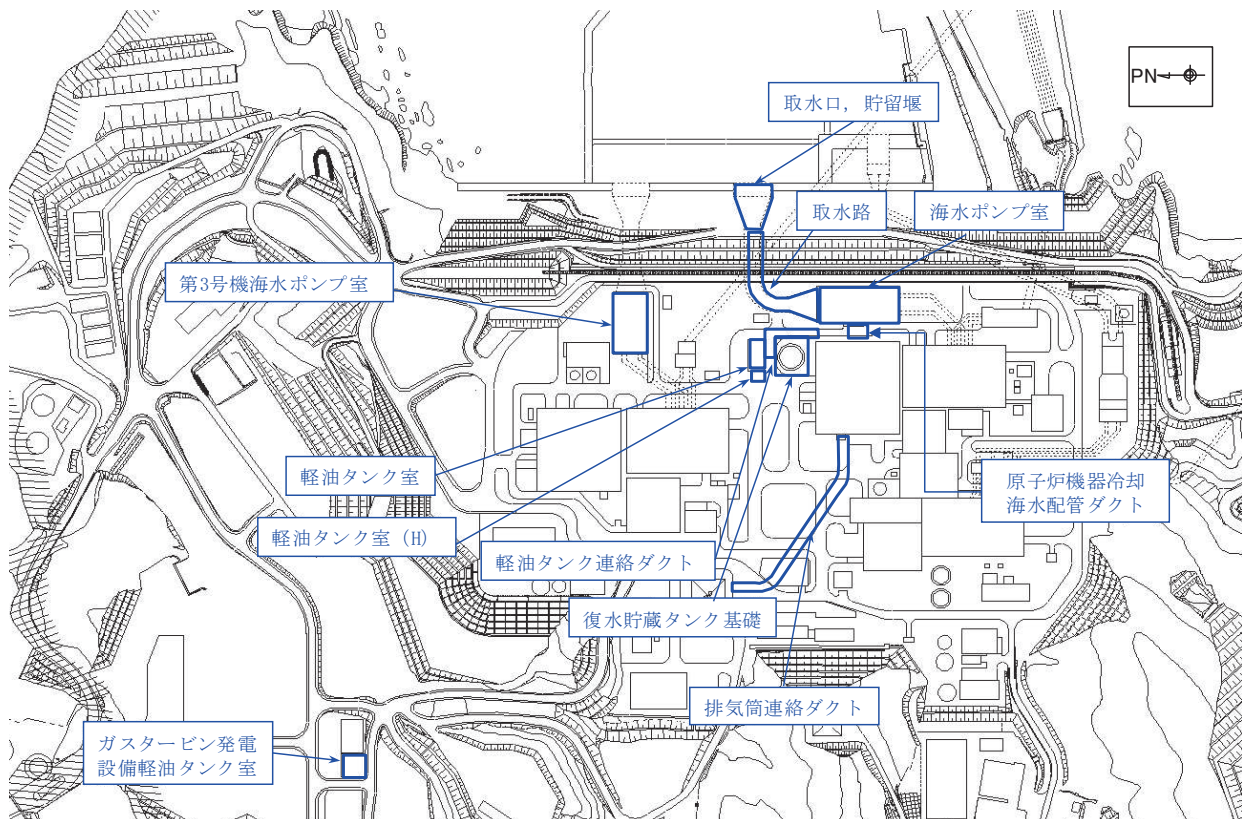 PN
取水口，貯留堰
取水路
海水ポンプ室
第3号機海水ポンプ室
軽油タンク室
原子炉機器冷却
海水配管ダクト
軽油タンク室（H）
軽油タンク連絡ダクト
復水貯蔵タンク基礎
排気筒連絡ダクト
ガスタービン発電
設備軽油タンク室